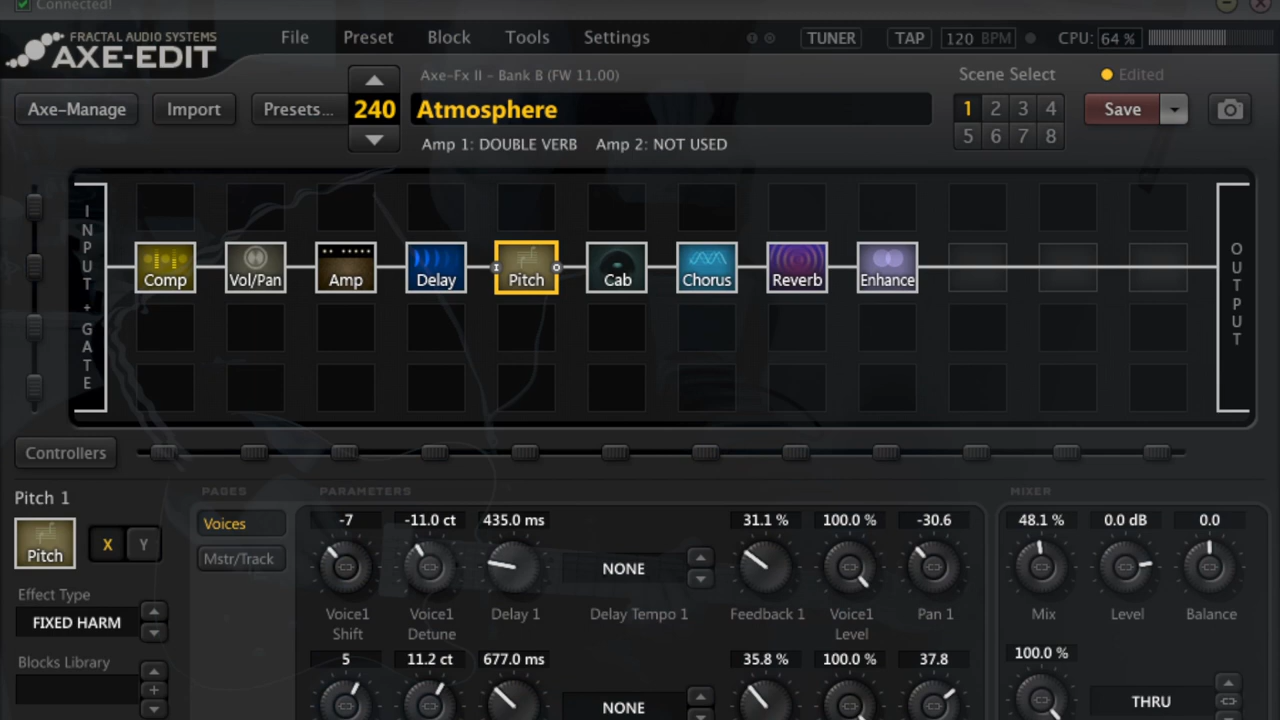 Connected!
FRACTAL AUDIO SYSTEMS
AXE-EDIT
File Preset Block Tools Settings TUNER TAP 120 BPM CPU: 64 %
Axe-Fx II - Bank B (FW 11.00) Scene Select Edited
Axe-Manage Import Presets... 240 Atmosphere 1 2 3 4 Save
5 6 7 8
Amp 1: DOUBLE VERB Amp 2: NOT USED
INPUT + GATE
Comp Vol/Pan Amp Delay Pitch Cab Chorus Reverb Enhance
OUTPUT
Controllers
Pitch 1 PAGES PARAMETERS MIXER
Voices -7 -11.0 ct 435.0 ms 31.1 % 100.0 % -30.6 48.1 % 0.0 dB 0.0
Pitch X Y Mstr/Track NONE
Effect Type Voice1 Shift Voice1 Detune Delay 1 Delay Tempo 1 Feedback 1 Voice1 Level Pan 1 Mix Level Balance
FIXED HARM
Blocks Library 5 11.2 ct 677.0 ms 35.8 % 100.0 % 37.8 100.0 %
NONE THRU